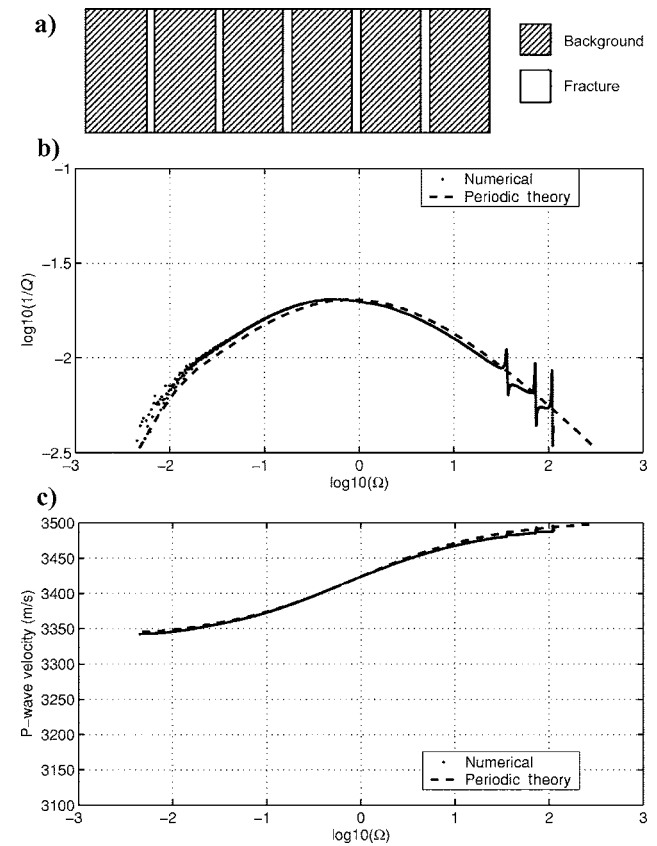 a)
Background
Fracture
b)
−1
−1.5
−2
−2.5
log10(1/Q)
Numerical
Periodic theory
−3
−2
−1
0
1
2
3
log10(Ω)
c)
3500
3450
3400
3350
3300
3250
3200
3150
3100
P−wave velocity (m/s)
Numerical
Periodic theory
−3
−2
−1
0
1
2
3
log10(Ω)